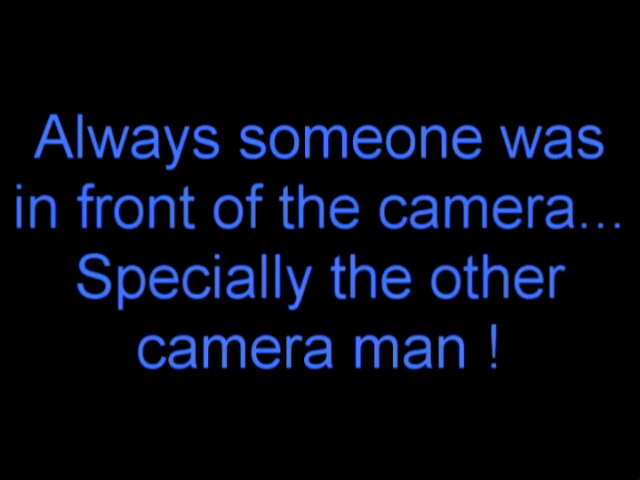 Always someone was
in front of the camera...
Specially the other
camera man !